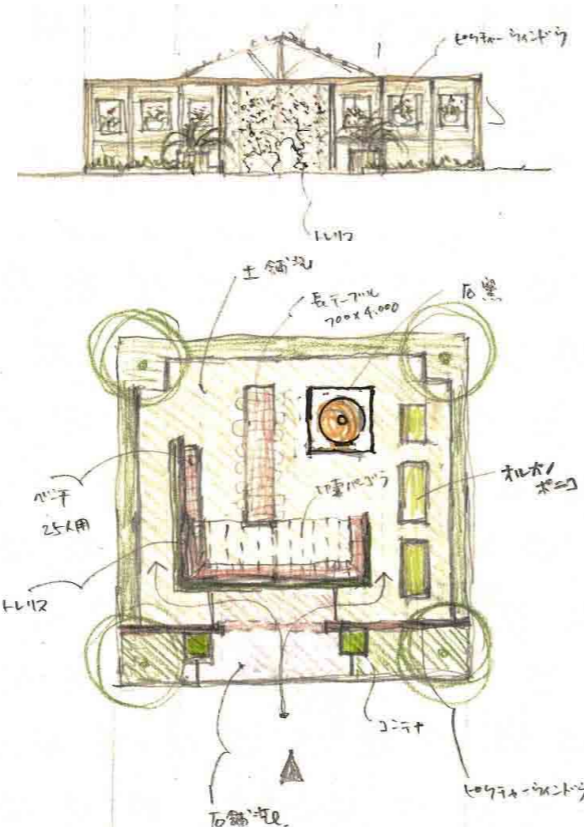 ピクチャーウィンドウ
トレリス
土舗装
長テーブル
700×4,000
石窯
ベンチ
25人用
オルガノ
ポニコ
トレリス
コンテナ
石舗装
ピクチャーウィンドウ